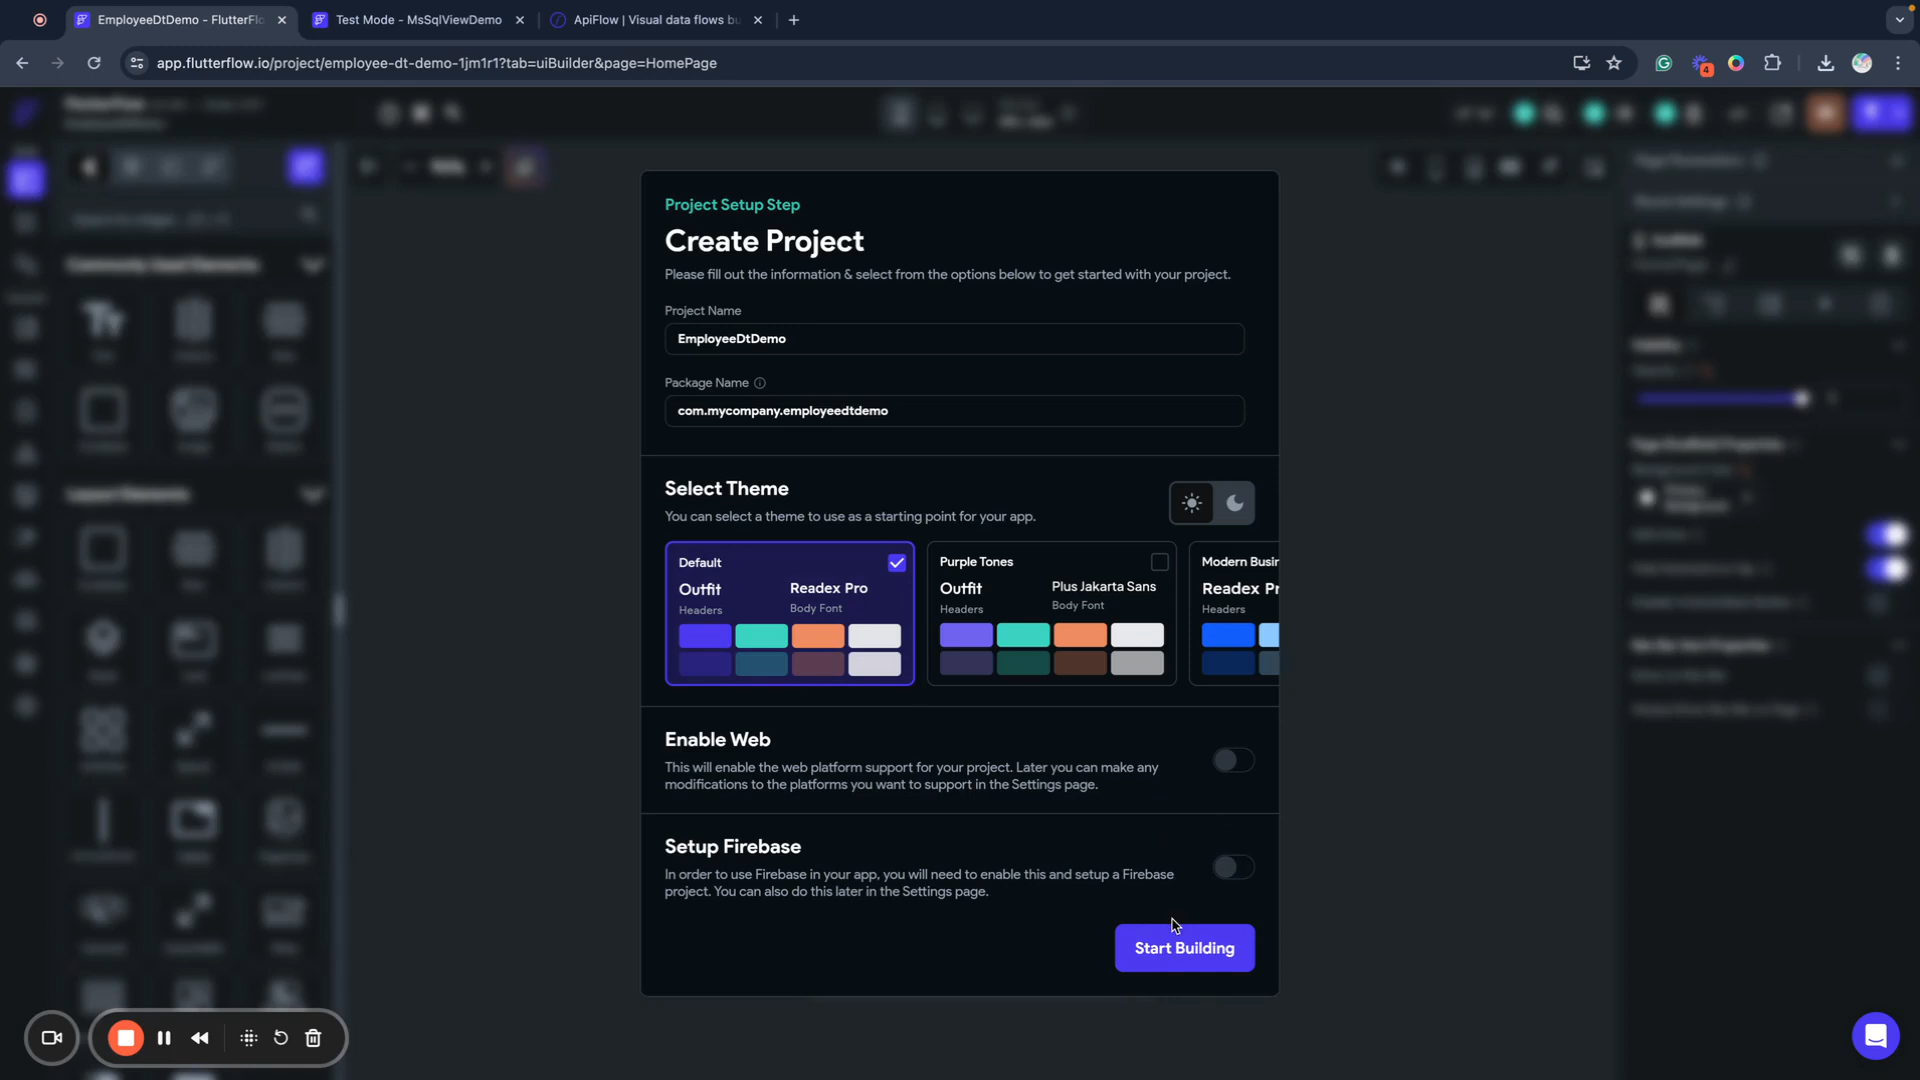 EmployeeDtDemo - FlutterFlo
Test Mode - MsSqlViewDemo
ApiFlow | Visual data flows bu
app.flutterflow.io/project/employee-dt-demo-1jm1r1?tab=uiBuilder&page=HomePage
4
Project Setup Step
Create Project
Please fill out the information & select from the options below to get started with your project.
Project Name
EmployeeDtDemo
Package Name
com.mycompany.employeedtdemo
Select Theme
You can select a theme to use as a starting point for your app.
Default
Outfit
Readex Pro
Headers
Body Font
Purple Tones
Outfit
Plus Jakarta Sans
Headers
Body Font
Modern Busin
Readex Pr
Headers
Enable Web
This will enable the web platform support for your project. Later you can make any
modifications to the platforms you want to support in the Settings page.
Setup Firebase
In order to use Firebase in your app, you will need to enable this and setup a Firebase
project. You can also do this later in the Settings page.
Start Building
Commonly Used Elements
Layout Elements